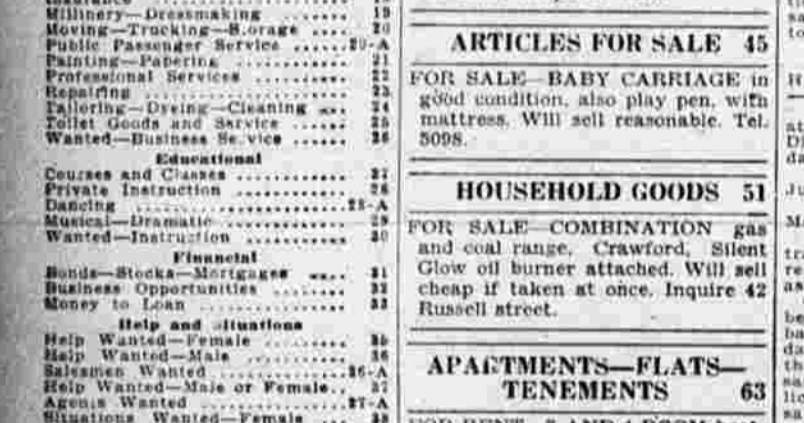 Millinery—Dressmaking ...... 19
Moving—Trucking—Storage .... 20
Public Passenger Service ....20-A
Painting—Papering .......... 21
Professional Services ........ 22
Repairing .................. 23
Tailoring—Dyeing—Cleaning ... 24
Toilet Goods and Service ...... 25
Wanted—Business Service ...... 26
Educational
Courses and Classes .......... 27
Private Instruction ............ 28
Dancing ....................28-A
Musical—Dramatic ............ 29
Wanted—Instruction .......... 30
Financial
Bonds—Stocks—Mortgages .... 31
Business Opportunities ........ 32
Money to Loan .............. 33
Help and Situations
Help Wanted—Female .......... 35
Help Wanted—Male ............ 36
Salesmen Wanted ............36-A
Help Wanted—Male or Female.. 37
Agents Wanted ..............37-A
Situations Wanted—Female .... 38
ARTICLES FOR SALE 45
FOR SALE—BABY CARRIAGE in
good condition, also play pen, with
mattress. Will sell reasonable. Tel.
5098.
HOUSEHOLD GOODS 51
FOR SALE—COMBINATION gas
and coal range, Crawford, Silent
Glow oil burner attached. Will sell
cheap if taken at once. Inquire 42
Russell street.
APARTMENTS—FLATS—
TENEMENTS 63